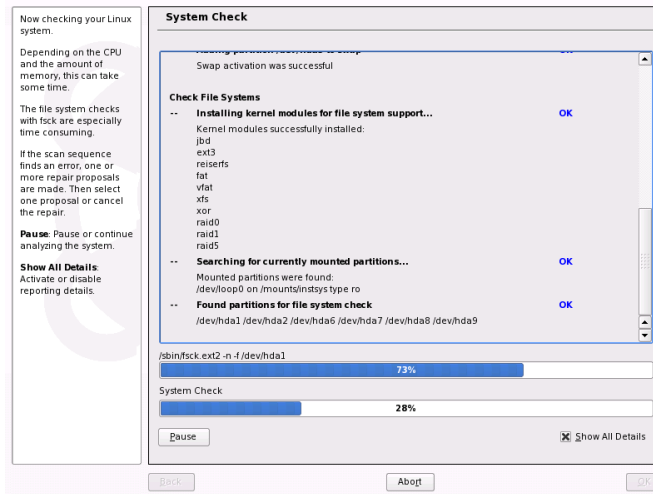 Now checking your Linux
system.
Depending on the CPU
and the amount of
memory, this can take
some time.
The file system checks
with fsck are especially
time consuming.
If the scan sequence
finds an error, one or
more repair proposals
are made. Then select
one proposal or cancel
the repair.
Pause: Pause or continue
analyzing the system.
Show All Details:
Activate or disable
reporting details.
System Check
OK
Swap activation was successful
Check File Systems
-- Installing kernel modules for file system support... OK
Kernel modules successfully installed:
jbd
ext3
reiserfs
fat
vfat
xfs
xor
raid0
raid1
raid5
-- Searching for currently mounted partitions... OK
Mounted partitions were found:
/dev/loop0 on /mounts/instsys type ro
-- Found partitions for file system check OK
/dev/hda1 /dev/hda2 /dev/hda6 /dev/hda7 /dev/hda8 /dev/hda9
/sbin/fsck.ext2 -n -f /dev/hda1
73%
System Check
28%
Pause
Show All Details
Back
Abort
OK